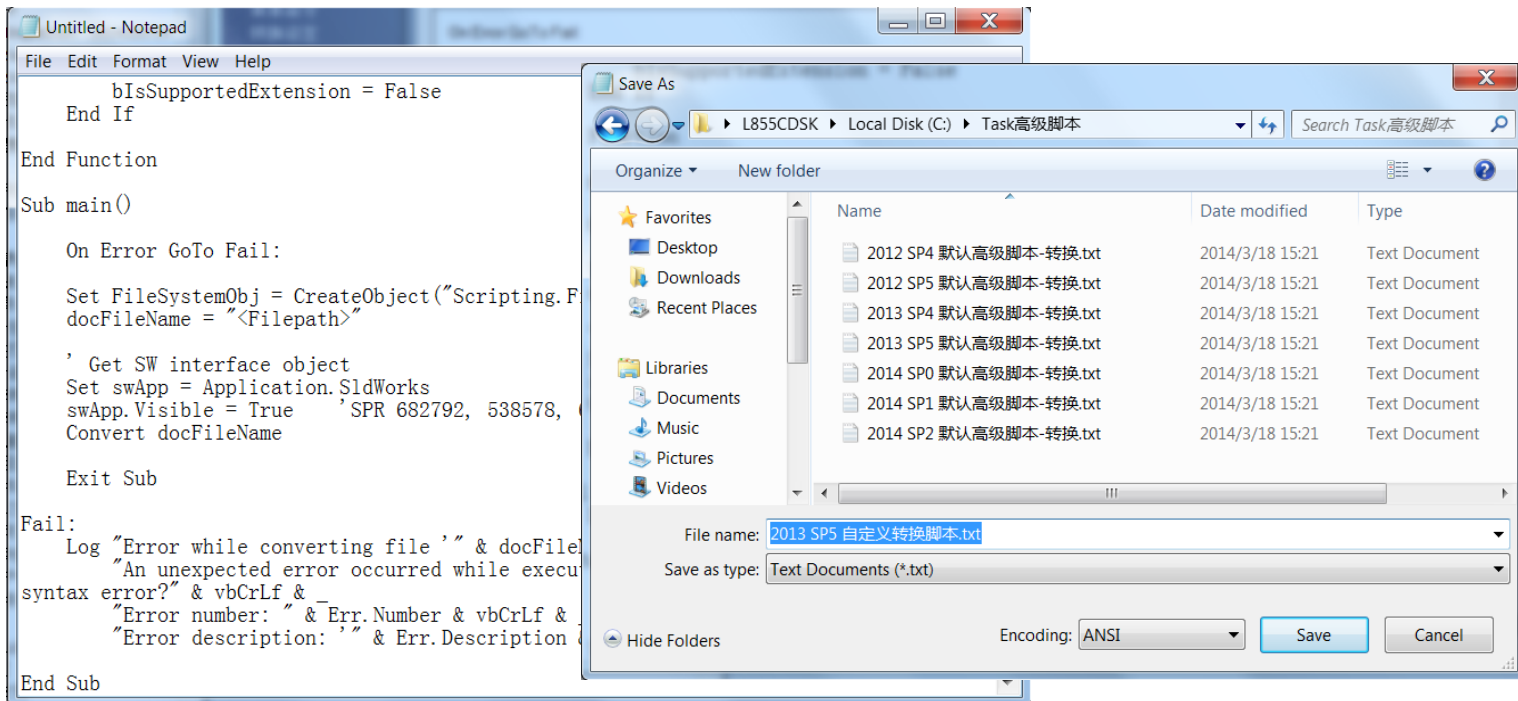 Untitled - Notepad
File Edit Format View Help
bIsSupportedExtension = False
End If
End Function
Sub main()
On Error GoTo Fail:
Set FileSystemObj = CreateObject("Scripting.F
docFileName = "<Filepath>"
' Get SW interface object
Set swApp = Application.SldWorks
swApp.Visible = True 'SPR 682792, 538578,
Convert docFileName
Exit Sub
Fail:
Log "Error while converting file '" & docFile
"An unexpected error occurred while execu
syntax error?" & vbCrLf & _
"Error number: " & Err.Number & vbCrLf &
"Error description: '" & Err.Description &
End Sub
Save As
L855CDSK Local Disk (C:) Task高级脚本
Search Task高级脚本
Organize New folder
Favorites
Desktop
Downloads
Recent Places
Libraries
Documents
Music
Pictures
Videos
Name Date modified Type
2012 SP4 默认高级脚本-转换.txt 2014/3/18 15:21 Text Document
2012 SP5 默认高级脚本-转换.txt 2014/3/18 15:21 Text Document
2013 SP4 默认高级脚本-转换.txt 2014/3/18 15:21 Text Document
2013 SP5 默认高级脚本-转换.txt 2014/3/18 15:21 Text Document
2014 SP0 默认高级脚本-转换.txt 2014/3/18 15:21 Text Document
2014 SP1 默认高级脚本-转换.txt 2014/3/18 15:21 Text Document
2014 SP2 默认高级脚本-转换.txt 2014/3/18 15:21 Text Document
File name: 2013 SP5 自定义转换脚本.txt
Save as type: Text Documents (*.txt)
Hide Folders
Encoding: ANSI Save Cancel